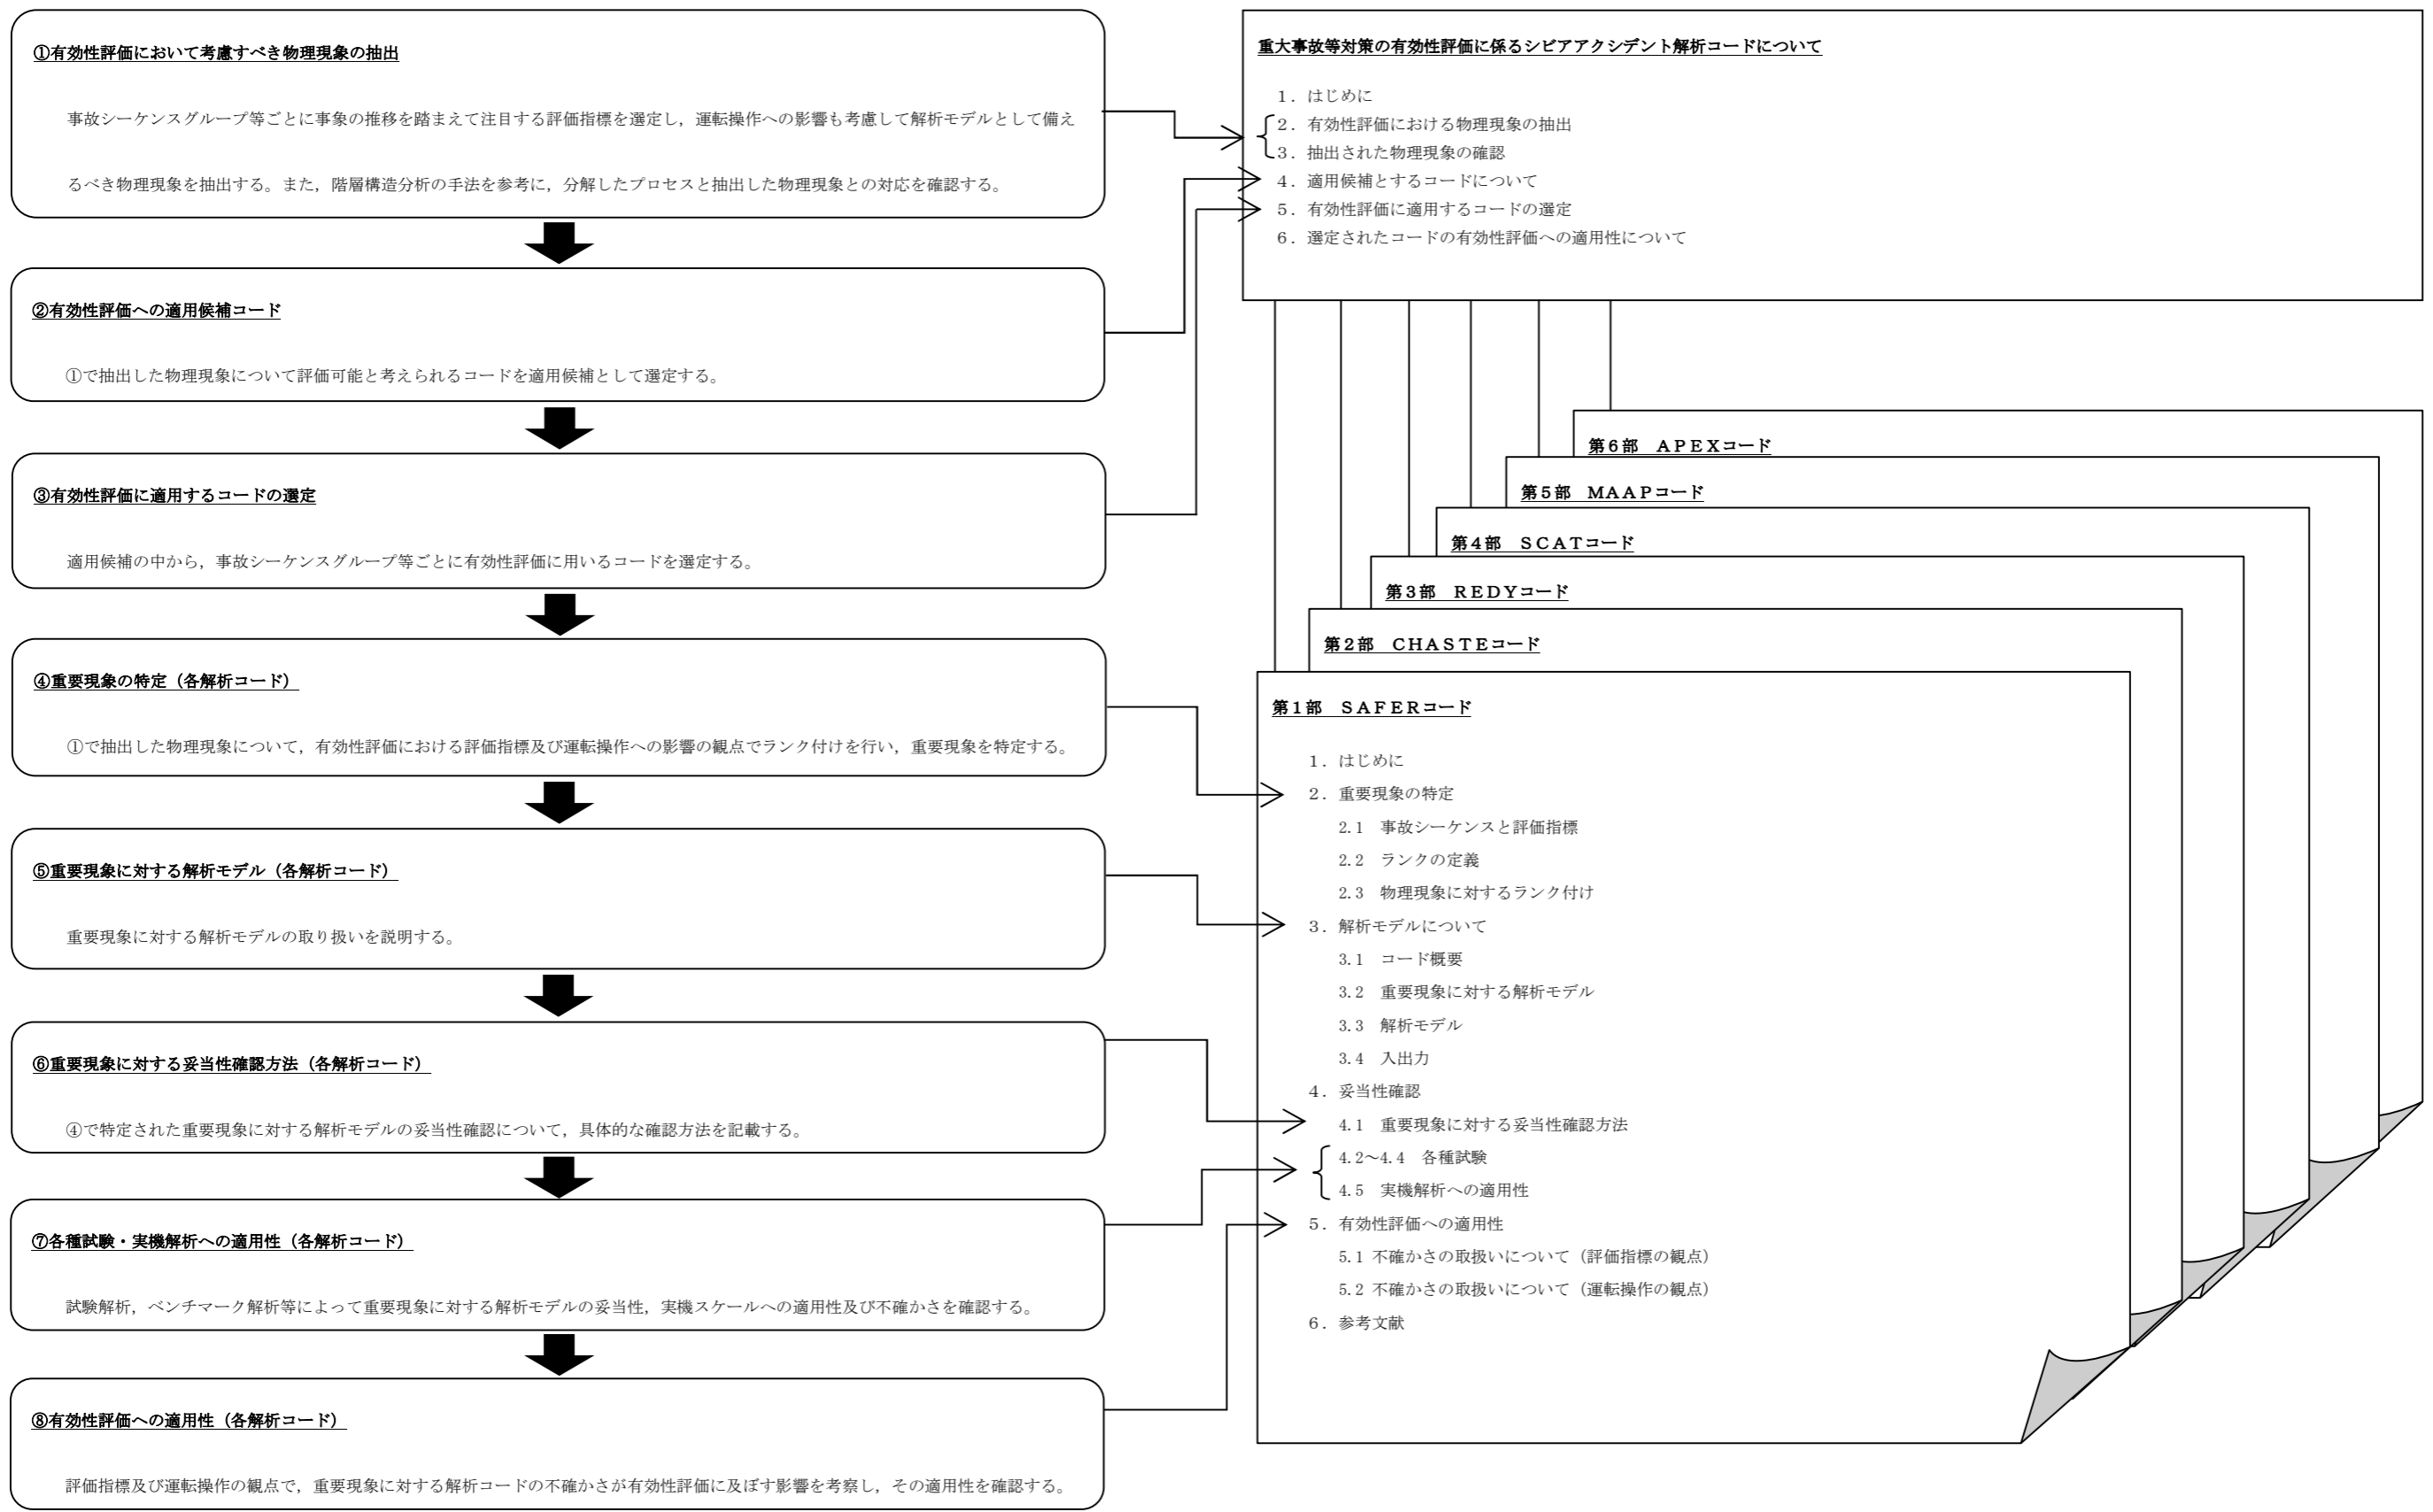 ①有効性評価において考慮すべき物理現象の抽出
事故シーケンスグループ等ごとに事象の推移を踏まえて注目する評価指標を選定し，運転操作への影響も考慮して解析モデルとして備え
るべき物理現象を抽出する。また，階層構造分析の手法を参考に，分解したプロセスと抽出した物理現象との対応を確認する。
②有効性評価への適用候補コード
①で抽出した物理現象について評価可能と考えられるコードを適用候補として選定する。
③有効性評価に適用するコードの選定
適用候補の中から，事故シーケンスグループ等ごとに有効性評価に用いるコードを選定する。
④重要現象の特定（各解析コード）
①で抽出した物理現象について，有効性評価における評価指標及び運転操作への影響の観点でランク付けを行い，重要現象を特定する。
⑤重要現象に対する解析モデル（各解析コード）
重要現象に対する解析モデルの取り扱いを説明する。
⑥重要現象に対する妥当性確認方法（各解析コード）
④で特定された重要現象に対する解析モデルの妥当性確認について，具体的な確認方法を記載する。
⑦各種試験・実機解析への適用性（各解析コード）
試験解析，ベンチマーク解析等によって重要現象に対する解析モデルの妥当性，実機スケールへの適用性及び不確かさを確認する。
⑧有効性評価への適用性（各解析コード）
評価指標及び運転操作の観点で，重要現象に対する解析コードの不確かさが有効性評価に及ぼす影響を考察し，その適用性を確認する。
重大事故等対策の有効性評価に係るシビアアクシデント解析コードについて
１．はじめに
２．有効性評価における物理現象の抽出
３．抽出された物理現象の確認
４．適用候補とするコードについて
５．有効性評価に適用するコードの選定
６．選定されたコードの有効性評価への適用性について
第６部　ＡＰＥＸコード
第５部　ＭＡＡＰコード
第４部　ＳＣＡＴコード
第３部　ＲＥＤＹコード
第２部　ＣＨＡＳＴＥコード
第１部　ＳＡＦＥＲコード
１．はじめに
２．重要現象の特定
2.1　事故シーケンスと評価指標
2.2　ランクの定義
2.3　物理現象に対するランク付け
３．解析モデルについて
3.1　コード概要
3.2　重要現象に対する解析モデル
3.3　解析モデル
3.4　入出力
４．妥当性確認
4.1　重要現象に対する妥当性確認方法
4.2～4.4　各種試験
4.5　実機解析への適用性
５．有効性評価への適用性
5.1 不確かさの取扱いについて（評価指標の観点）
5.2 不確かさの取扱いについて（運転操作の観点）
６．参考文献